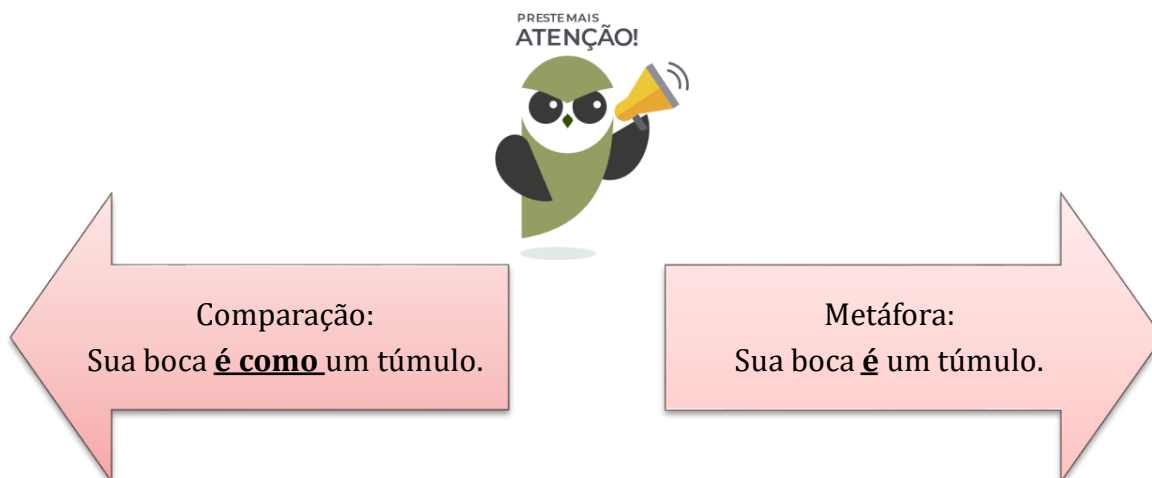 PRESTE MAIS
ATENÇÃO!
Comparação:
Sua boca é como um túmulo.
Metáfora:
Sua boca é um túmulo.